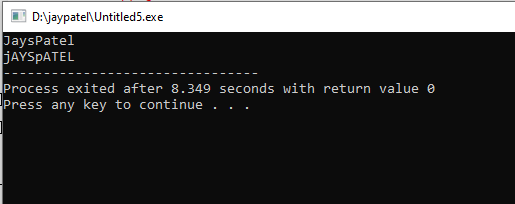 D:\jaypatel\Untitled5.exe
JaysPatel
jAYSpATEL
--------------------------------
Process exited after 8.349 seconds with return value 0
Press any key to continue . . .